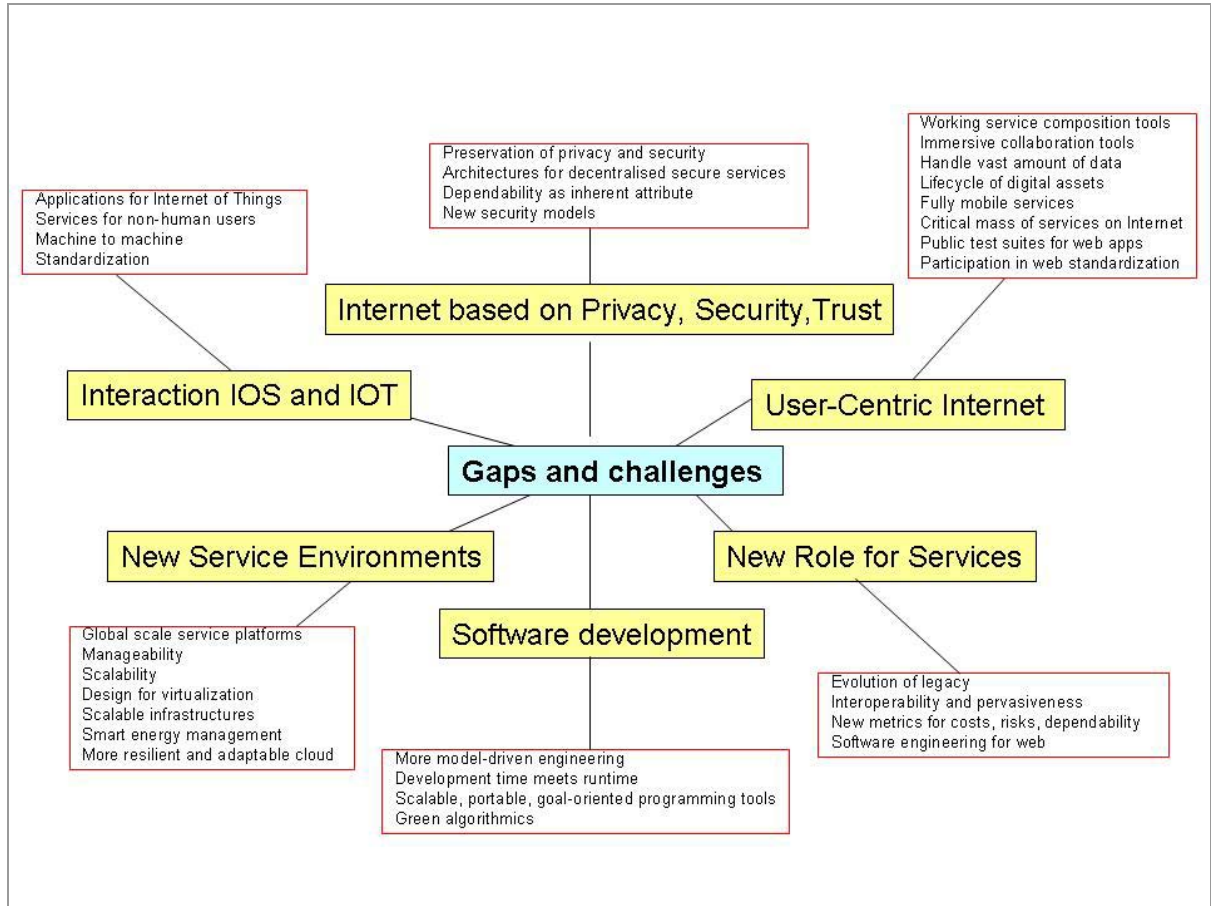 Working service composition tools
Immersive collaboration tools
Handle vast amount of data
Lifecycle of digital assets
Fully mobile services
Critical mass of services on Internet
Public test suites for web apps
Participation in web standardization
Preservation of privacy and security
Architectures for decentralised secure services
Dependability as inherent attribute
New security models
Applications for Internet of Things
Services for non-human users
Machine to machine
Standardization
Internet based on Privacy, Security,Trust
Interaction IOS and IOT
User-Centric Internet
Gaps and challenges
New Service Environments
New Role for Services
Software development
Global scale service platforms
Manageability
Scalability
Design for virtualization
Scalable infrastructures
Smart energy management
More resilient and adaptable cloud
Evolution of legacy
Interoperability and pervasiveness
New metrics for costs, risks, dependability
Software engineering for web
More model-driven engineering
Development time meets runtime
Scalable, portable, goal-oriented programming tools
Green algorithmics